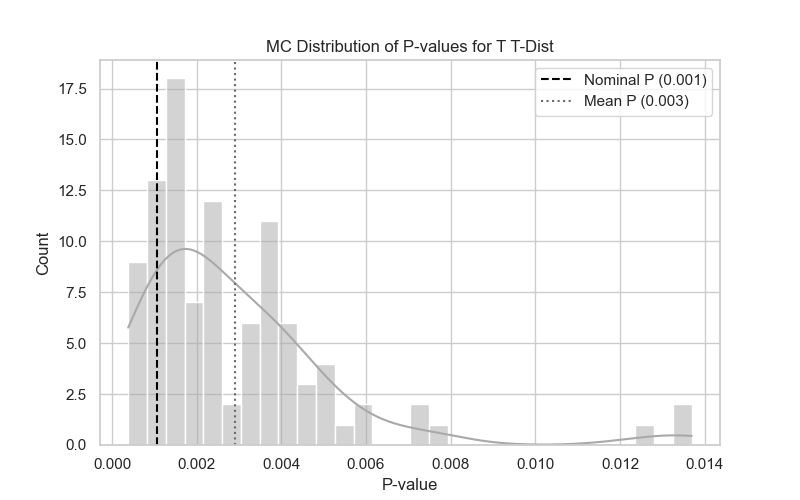 MC Distribution of P-values for T T-Dist
Nominal P (0.001)
Mean P (0.003)
Count
17.5
15.0
12.5
10.0
7.5
5.0
2.5
0.0
0.000 0.002 0.004 0.006 0.008 0.010 0.012 0.014
P-value